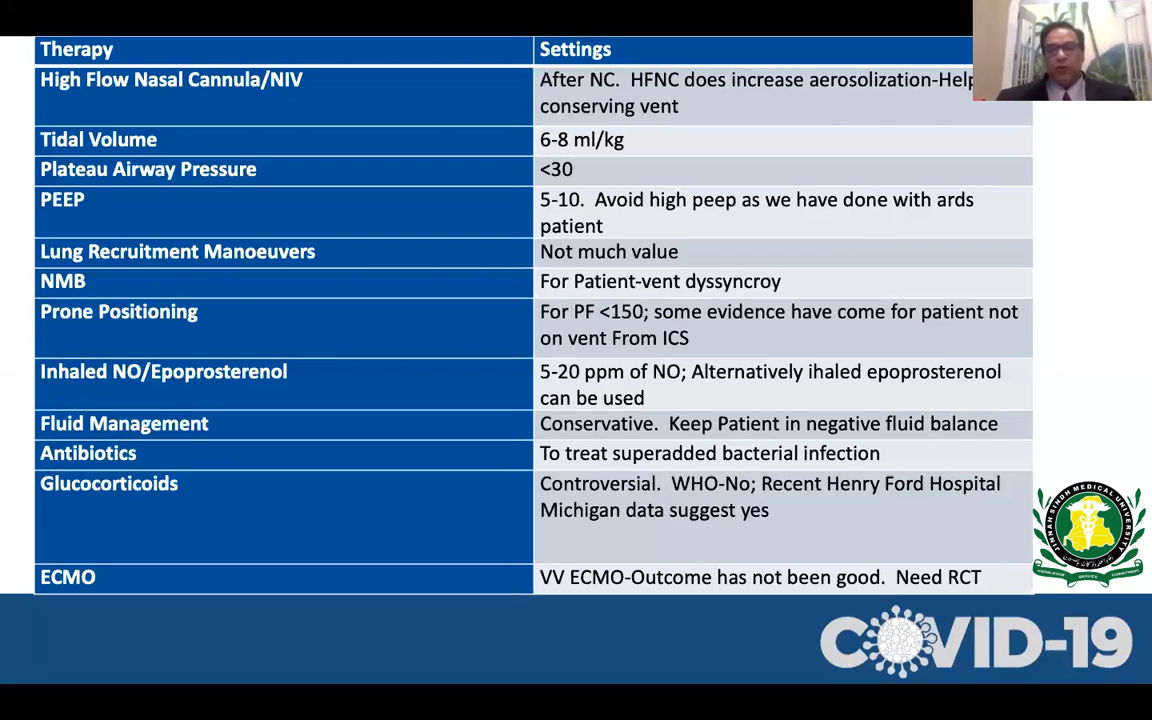 Therapy
Settings
High Flow Nasal Cannula/NIV
After NC. HFNC does increase aerosolization-Help
conserving vent
Tidal Volume
6-8 ml/kg
Plateau Airway Pressure
<30
PEEP
5-10. Avoid high peep as we have done with ards
patient
Lung Recruitment Manoeuvers
Not much value
NMB
For Patient-vent dyssyncroy
Prone Positioning
For PF <150; some evidence have come for patient not
on vent From ICS
Inhaled NO/Epoprosterenol
5-20 ppm of NO; Alternatively ihaled epoprosterenol
can be used
Fluid Management
Conservative. Keep Patient in negative fluid balance
Antibiotics
To treat superadded bacterial infection
Glucocorticoids
Controversial. WHO-No; Recent Henry Ford Hospital
Michigan data suggest yes
ECMO
VV ECMO-Outcome has not been good. Need RCT
JINNAH SINDH MEDICAL UNIVERSITY
COVID-19